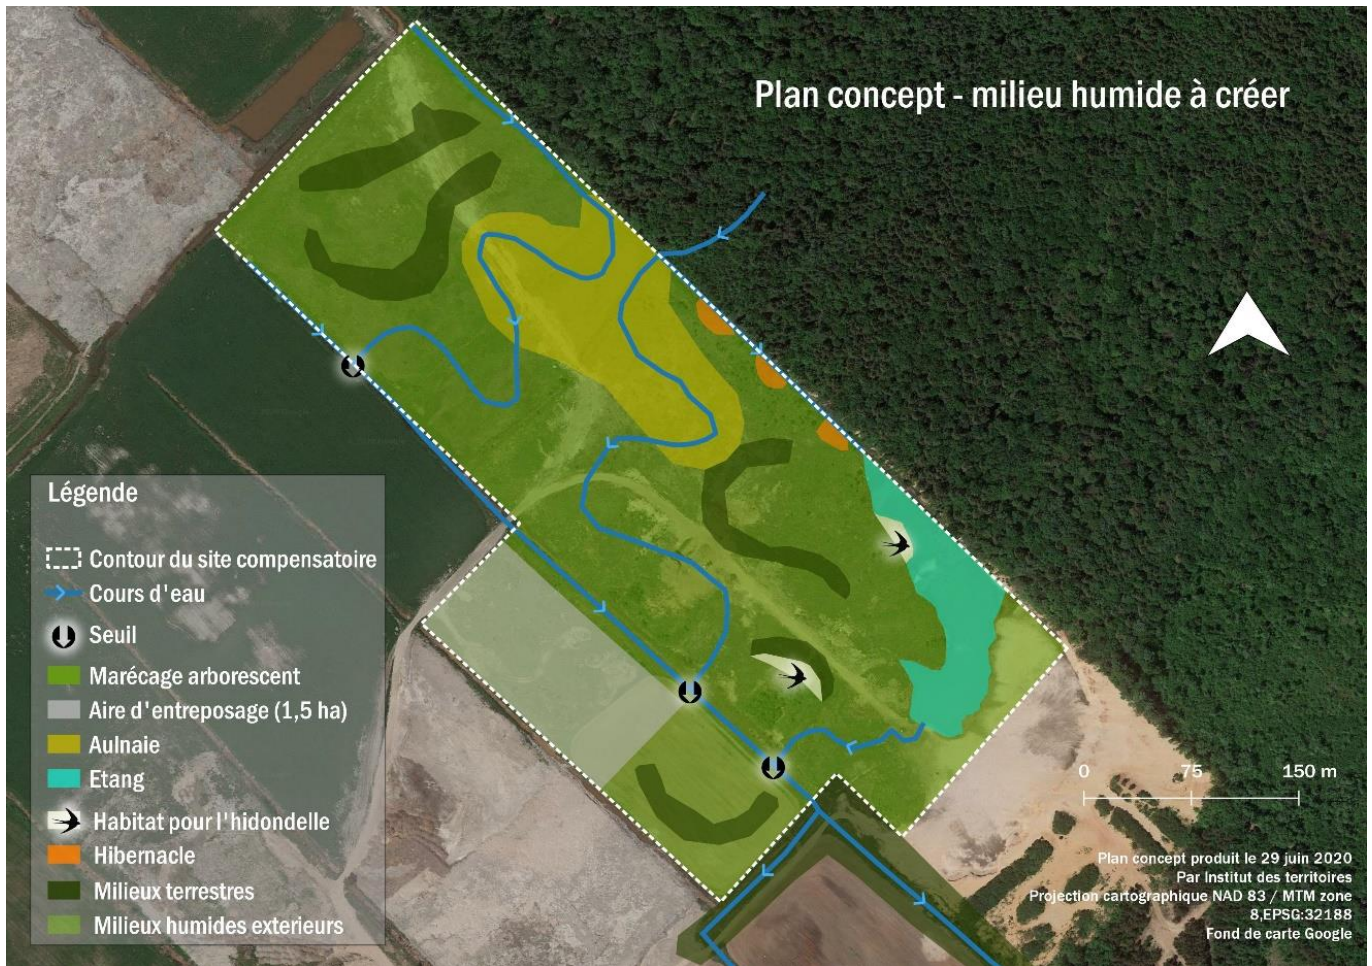 Plan concept - milieu humide à créer
Légende
Contour du site compensatoire
Cours d'eau
Seuil
Marécage arborescent
Aire d'entreposage (1,5 ha)
Aulnaie
Etang
Habitat pour l'hidondelle
Hibernacle
Milieux terrestres
Milieux humides exterieurs
0 75 150 m
Plan concept produit le 29 juin 2020
Par Institut des territoires
Projection cartographique NAD 83 / MTM zone
8,EPSG:32188
Fond de carte Google